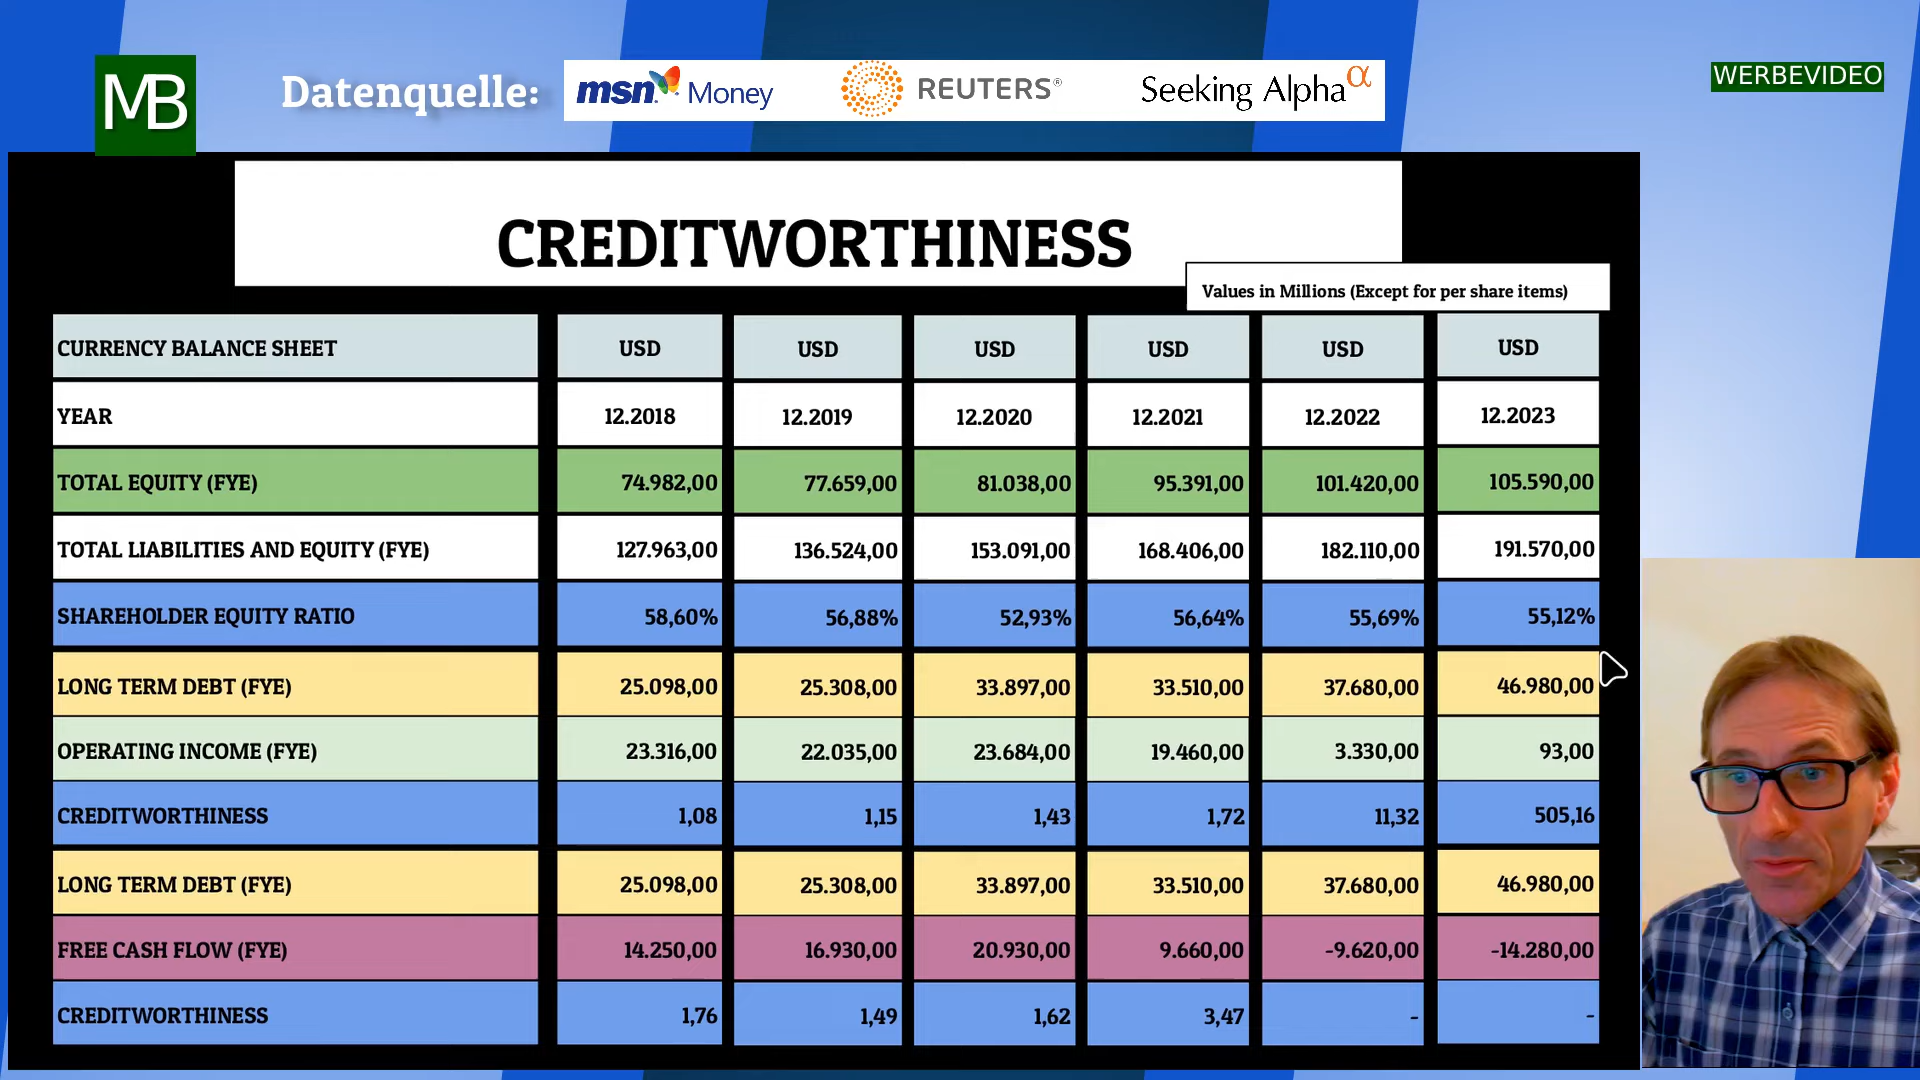 MB
Datenquelle:
msn Money
REUTERS®
Seeking Alpha α
WERBEVIDEO
CREDITWORTHINESS
Values in Millions (Except for per share items)
CURRENCY BALANCE SHEET USD USD USD USD USD USD
YEAR 12.2018 12.2019 12.2020 12.2021 12.2022 12.2023
TOTAL EQUITY (FYE) 74.982,00 77.659,00 81.038,00 95.391,00 101.420,00 105.590,00
TOTAL LIABILITIES AND EQUITY (FYE) 127.963,00 136.524,00 153.091,00 168.406,00 182.110,00 191.570,00
SHAREHOLDER EQUITY RATIO 58,60% 56,88% 52,93% 56,64% 55,69% 55,12%
LONG TERM DEBT (FYE) 25.098,00 25.308,00 33.897,00 33.510,00 37.680,00 46.980,00
OPERATING INCOME (FYE) 23.316,00 22.035,00 23.684,00 19.460,00 3.330,00 93,00
CREDITWORTHINESS 1,08 1,15 1,43 1,72 11,32 505,16
LONG TERM DEBT (FYE) 25.098,00 25.308,00 33.897,00 33.510,00 37.680,00 46.980,00
FREE CASH FLOW (FYE) 14.250,00 16.930,00 20.930,00 9.660,00 -9.620,00 -14.280,00
CREDITWORTHINESS 1,76 1,49 1,62 3,47 - -